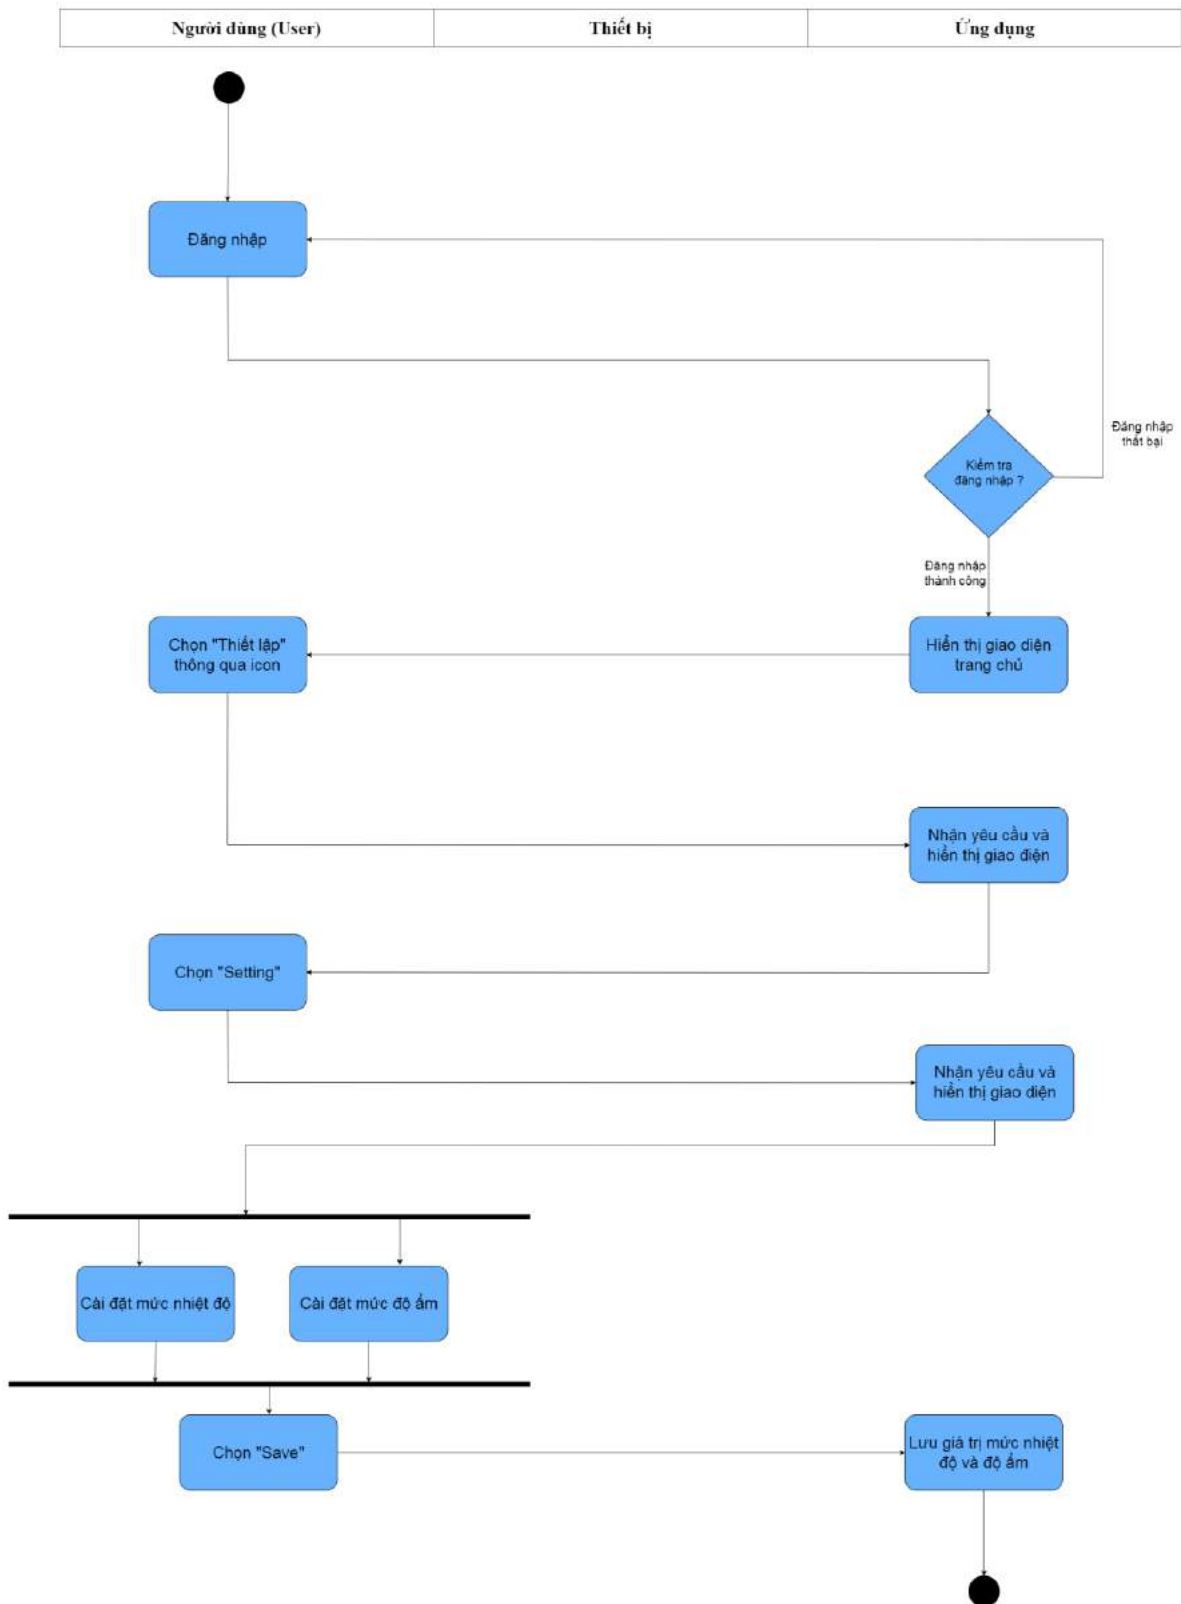 Người dùng (User)
Thiết bị
Ứng dụng
Đăng nhập
Đăng nhập
thất bại
Kiểm tra
đăng nhập ?
Đăng nhập
thành công
Chọn "Thiết lập"
thông qua icon
Hiển thị giao diện
trang chủ
Nhận yêu cầu và
hiển thị giao điện
Chọn "Setting"
Nhận yêu cầu và
hiển thị giao diện
Cài đặt mức nhiệt độ
Cài đặt mức độ ẩm
Chọn "Save"
Lưu giá trị mức nhiệt
độ và độ ẩm